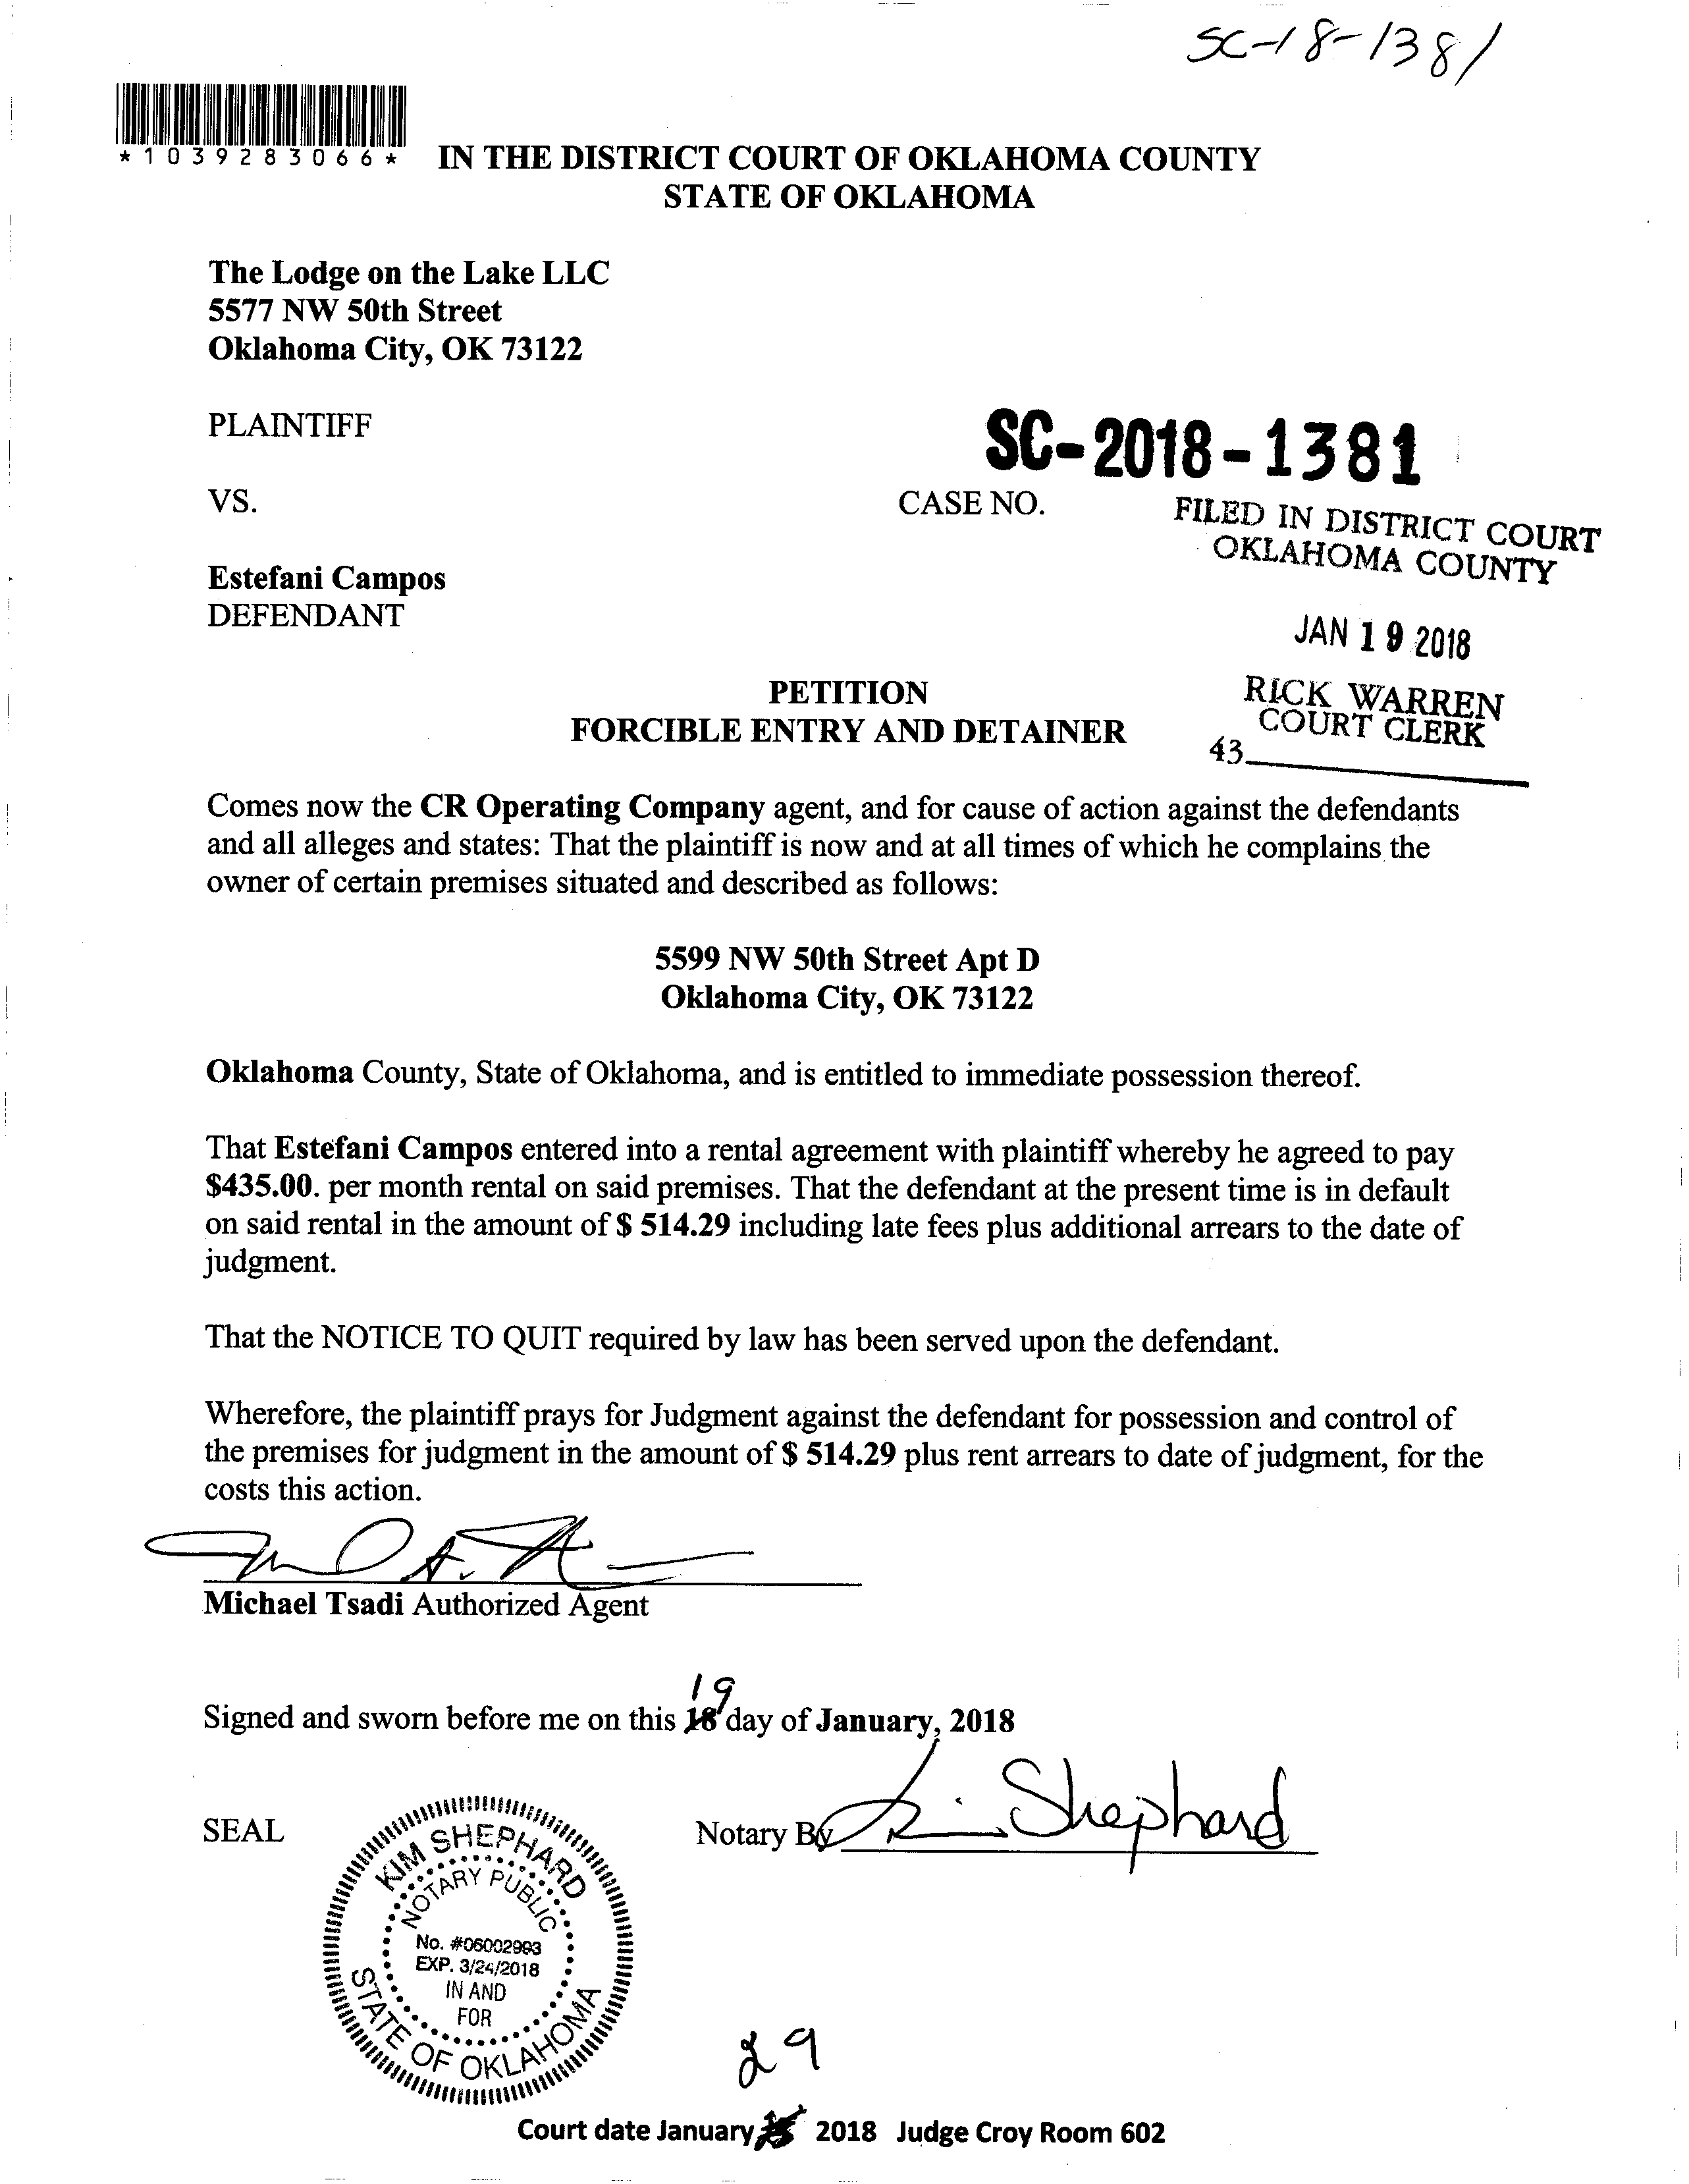 SC-18-1381
*1039283066*
IN THE DISTRICT COURT OF OKLAHOMA COUNTY
STATE OF OKLAHOMA
The Lodge on the Lake LLC
5577 NW 50th Street
Oklahoma City, OK 73122
PLAINTIFF
SC-2018-1381
VS.
CASE NO.
FILED IN DISTRICT COURT
OKLAHOMA COUNTY
Estefani Campos
DEFENDANT
JAN 19 2018
PETITION
FORCIBLE ENTRY AND DETAINER
RICK WARREN
COURT CLERK
43
Comes now the CR Operating Company agent, and for cause of action against the defendants
and all alleges and states: That the plaintiff is now and at all times of which he complains the
owner of certain premises situated and described as follows:
5599 NW 50th Street Apt D
Oklahoma City, OK 73122
Oklahoma County, State of Oklahoma, and is entitled to immediate possession thereof.
That Estefani Campos entered into a rental agreement with plaintiff whereby he agreed to pay
$435.00. per month rental on said premises. That the defendant at the present time is in default
on said rental in the amount of $ 514.29 including late fees plus additional arrears to the date of
judgment.
That the NOTICE TO QUIT required by law has been served upon the defendant.
Wherefore, the plaintiff prays for Judgment against the defendant for possession and control of
the premises for judgment in the amount of $ 514.29 plus rent arrears to date of judgment, for the
costs this action.
Michael Tsadi Authorized Agent
19
Signed and sworn before me on this 18 day of January, 2018
SEAL
Notary By Kim Shephard
KIM SHEPHARD
NOTARY PUBLIC
No. #06002993
EXP. 3/24/2018
IN AND
FOR
STATE OF OKLAHOMA
29
Court date January 2018 Judge Croy Room 602